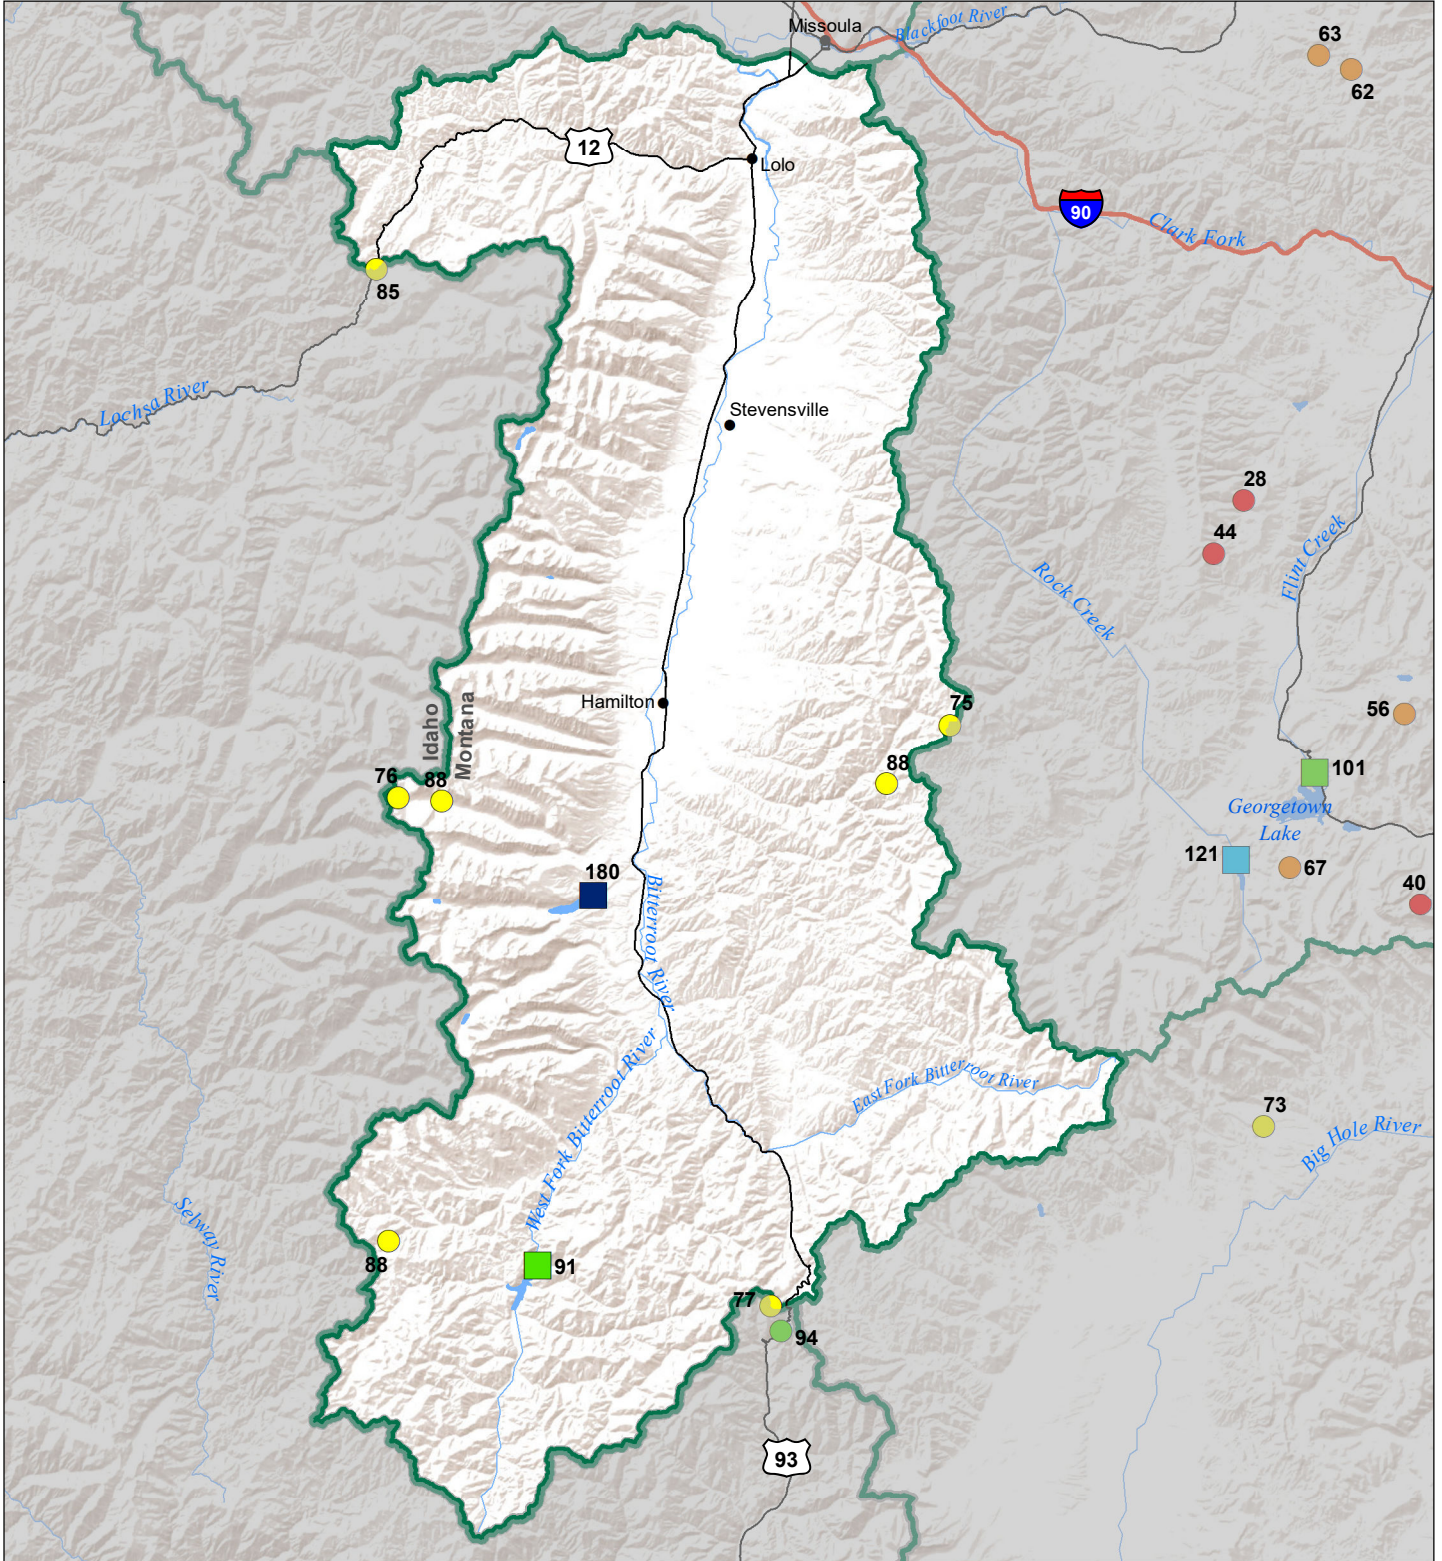 Missoula
Blackfoot River
63
62
12
Lolo
90
Clark Fork
85
Lochsa River
Stevensville
28
44
Flint Creek
Rock Creek
Hamilton
Idaho
Montana
75
56
76
88
88
101
Georgetown
Lake
180
121
67
40
Bitterroot River
West Fork Bitterroot River
East Fork Bitterroot River
73
Big Hole River
Selway River
88
91
77
94
93